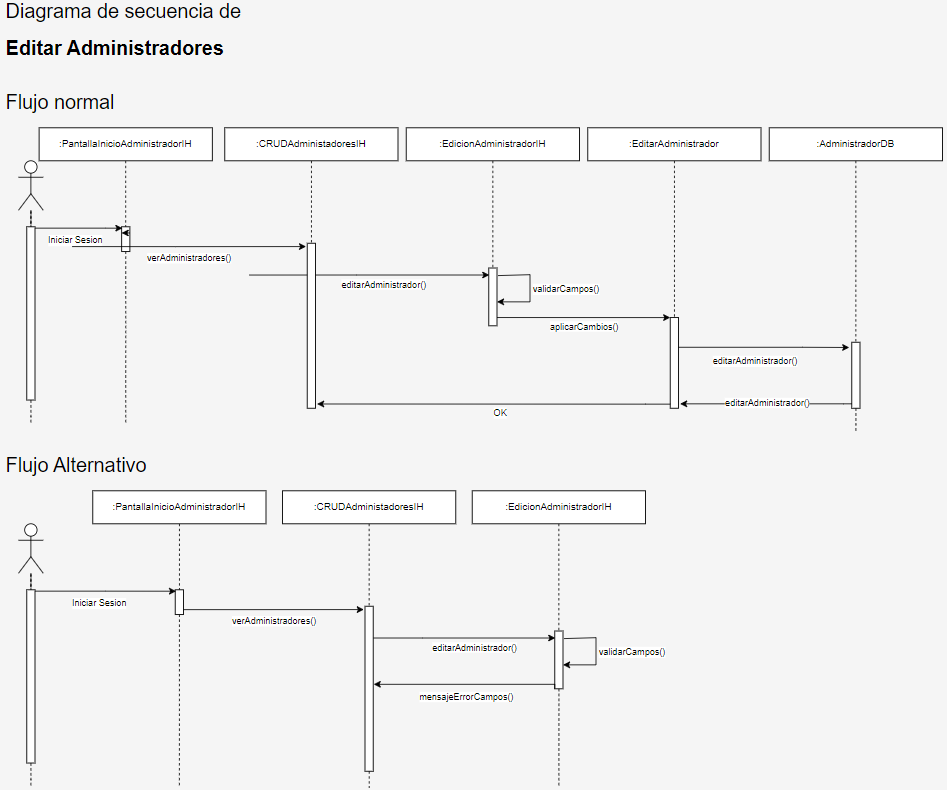 Diagrama de secuencia de
Editar Administradores
Flujo normal
:PantallaInicioAdministradorIH
:CRUDAdministadoresIH
:EdicionAdministradorIH
:EditarAdministrador
:AdministradorDB
Iniciar Sesion
verAdministradores()
editarAdministrador()
validarCampos()
aplicarCambios()
editarAdministrador()
editarAdministrador()
OK
Flujo Alternativo
:PantallaInicioAdministradorIH
:CRUDAdministadoresIH
:EdicionAdministradorIH
Iniciar Sesion
verAdministradores()
editarAdministrador()
validarCampos()
mensajeErrorCampos()